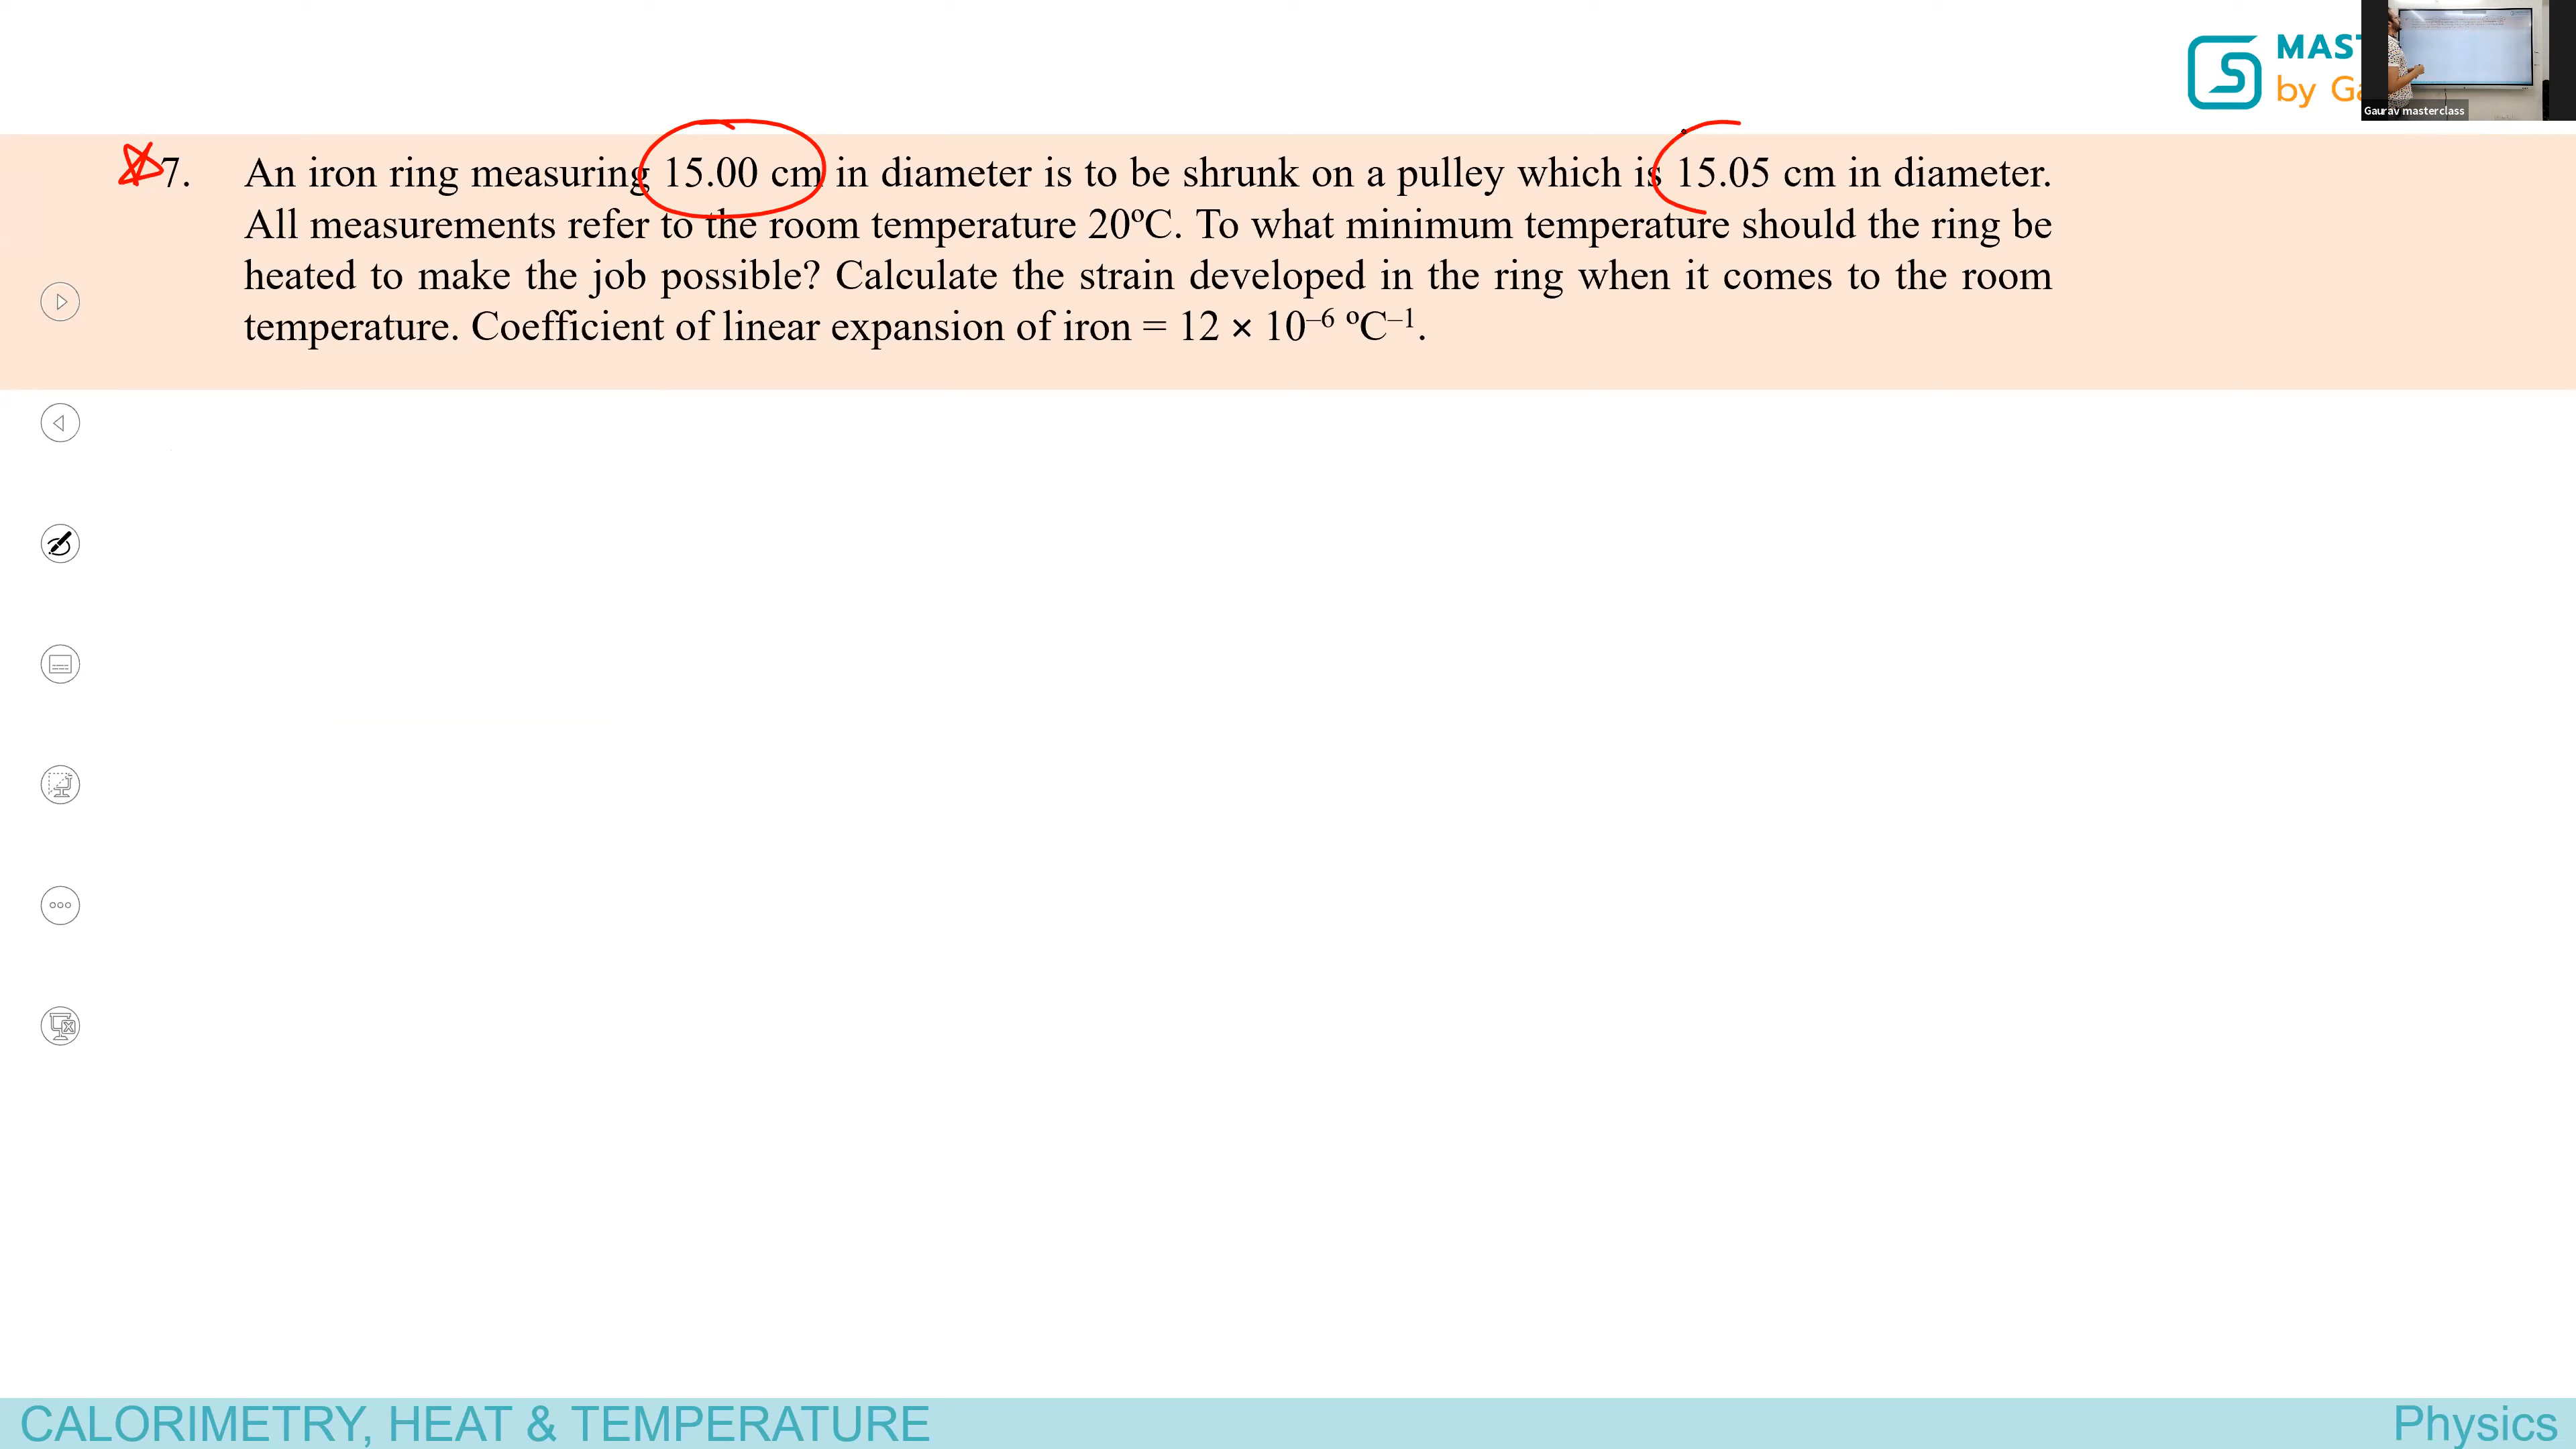 MAS
by Ga
Gaurav masterclass
7. An iron ring measuring 15.00 cm in diameter is to be shrunk on a pulley which is 15.05 cm in diameter.
All measurements refer to the room temperature 20ºC. To what minimum temperature should the ring be
heated to make the job possible? Calculate the strain developed in the ring when it comes to the room
temperature. Coefficient of linear expansion of iron = 12 × 10⁻⁶ ºC⁻¹.
CALORIMETRY, HEAT & TEMPERATURE
Physics